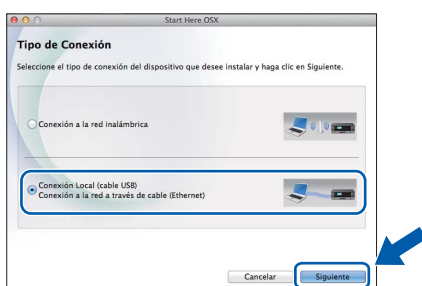 Start Here OSX
Tipo de Conexión
Seleccione el tipo de conexión del dispositivo que desee instalar y haga clic en Siguiente.
Conexión a la red inalámbrica
Conexión Local (cable USB)
Conexión a la red a través de cable (Ethernet)
Cancelar
Siguiente